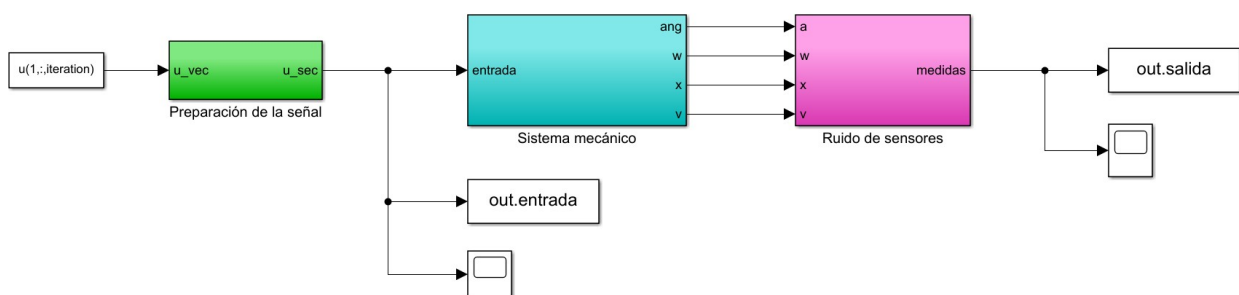 u(1,:,iteration)
u_vec
u_sec
Preparación de la señal
entrada
ang
w
x
v
Sistema mecánico
a
w
x
v
medidas
Ruido de sensores
out.salida
out.entrada